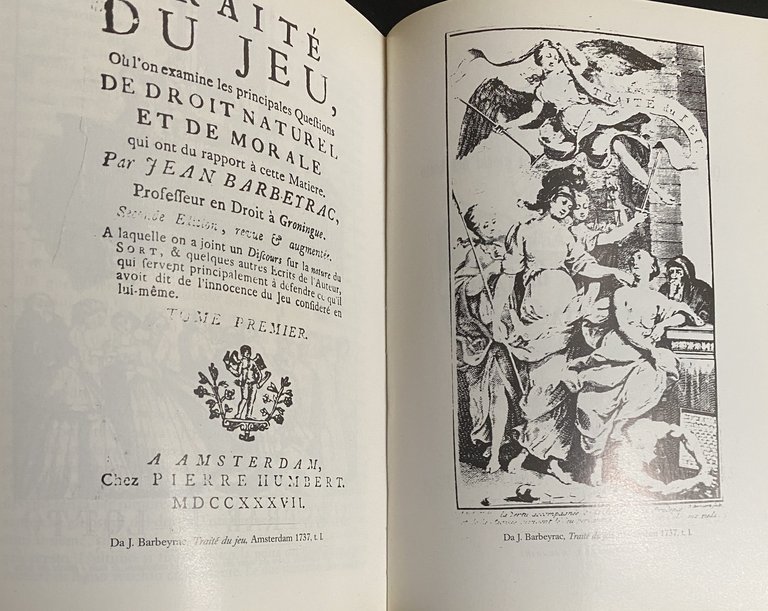 TRAITÉ
DU JEU,
Où l'on examine les principales Queſtions
DE DROIT NATUREL
ET DE MORALE
qui ont du rapport à cette Matiere.
Par JEAN BARBEYRAC,
Profeſſeur en Droit à Groningue.
Seconde Edition, revue & augmentée.
A laquelle on a joint un Diſcours ſur la nature du
SORT, & quelques autres Ecrits de l'Auteur,
qui ſervent principalement à défendre ce qu'il
avoit dit de l'innocence du Jeu conſideré en
lui-même.
TOME PREMIER.
A AMSTERDAM,
Chez PIERRE HUMBERT.
MDCCXXXVII.
Da J. Barbeyrac, Traité du jeu, Amsterdam 1737, t. I.
TRAITÉ du JEU
la Vertu accompagnée
Da J. Barbeyrac, Traité du jeu, Amsterdam 1737, t. I.